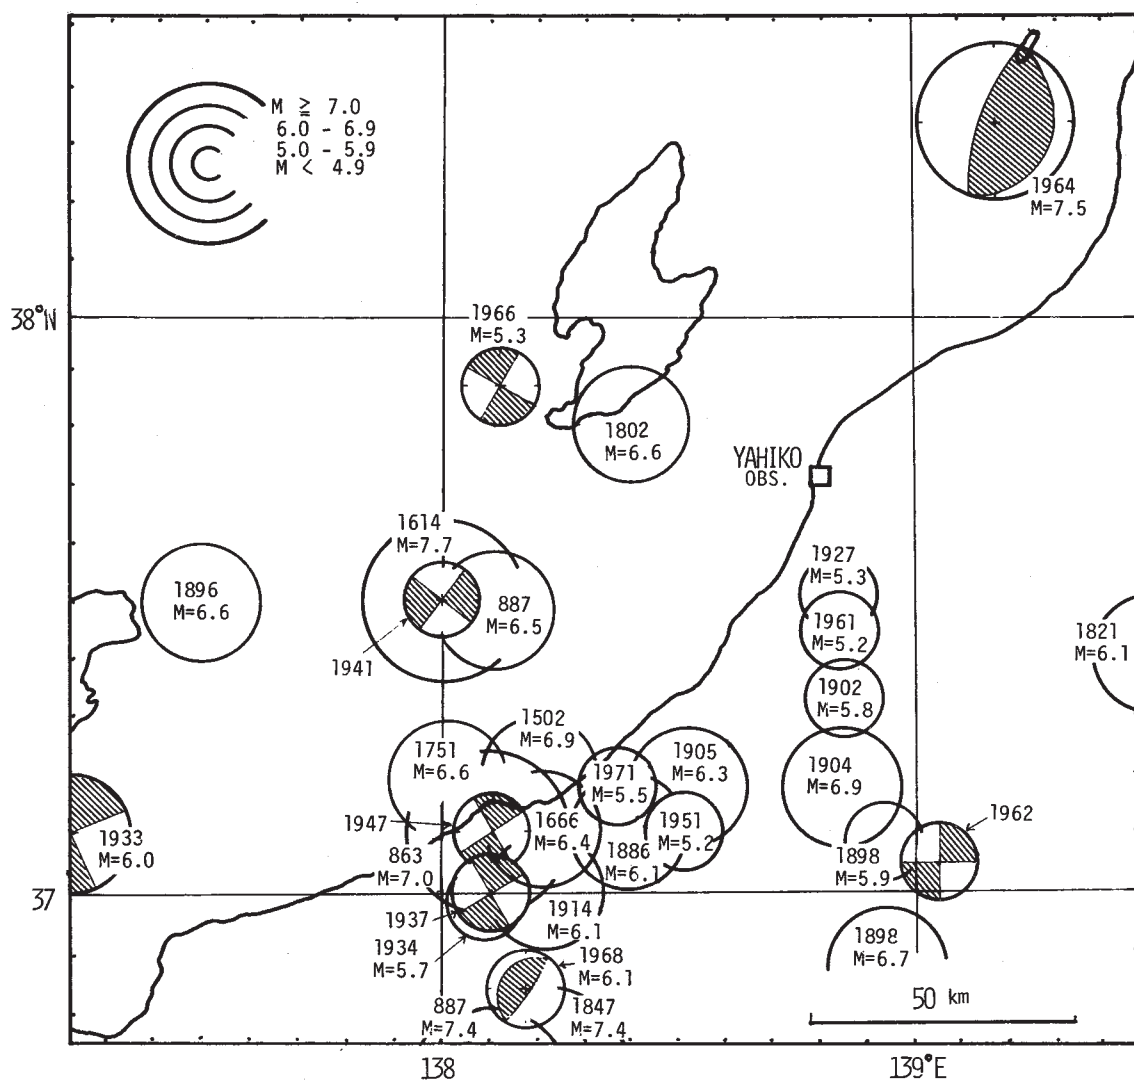 M ≧ 7.0
6.0 - 6.9
5.0 - 5.9
M < 4.9
1964
M=7.5
38°N
1966
M=5.3
1802
M=6.6
YAHIKO
OBS.
1614
M=7.7
1927
M=5.3
1896
M=6.6
887
M=6.5
1961
M=5.2
1821
M=6.1
1941
1902
M=5.8
1502
M=6.9
1751
M=6.6
1905
M=6.3
1971
M=5.5
1904
M=6.9
1947
1666
M=6.4
1951
M=5.2
1962
1933
M=6.0
863
M=7.0
1886
M=6.1
1898
M=5.9
37
1937
1914
M=6.1
1934
M=5.7
1898
M=6.7
1968
M=6.1
887
M=7.4
1847
M=7.4
50 km
138
139°E